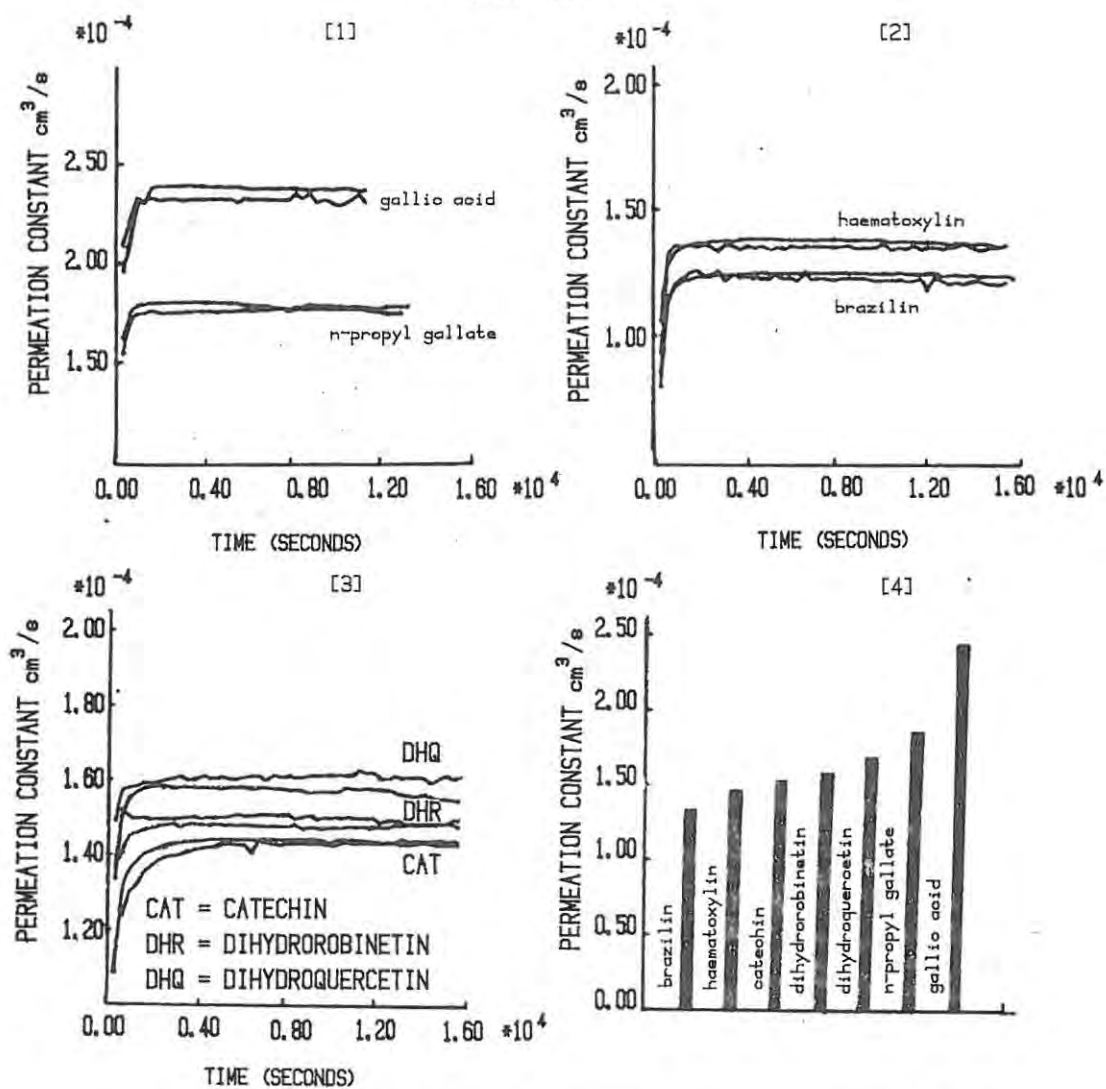 *10⁻⁴
[1]
PERMEATION CONSTANT cm³/s
2.50
2.00
1.50
gallic acid
n-propyl gallate
0.00 0.40 0.80 1.20 1.60 *10⁴
TIME (SECONDS)
*10⁻⁴
[2]
PERMEATION CONSTANT cm³/s
2.00
1.50
1.00
haematoxylin
brazilin
0.00 0.40 0.80 1.20 1.60 *10⁴
TIME (SECONDS)
*10⁻⁴
[3]
PERMEATION CONSTANT cm³/s
2.00
1.80
1.60
1.40
1.20
DHQ
DHR
CAT
CAT = CATECHIN
DHR = DIHYDROROBINETIN
DHQ = DIHYDROQUERCETIN
0.00 0.40 0.80 1.20 1.60 *10⁴
TIME (SECONDS)
*10⁻⁴
[4]
PERMEATION CONSTANT cm³/s
2.50
2.00
1.50
1.00
0.50
0.00
brazilin
haematoxylin
catechin
dihydrorobinetin
dihydroquercetin
n-propyl gallate
gallic acid